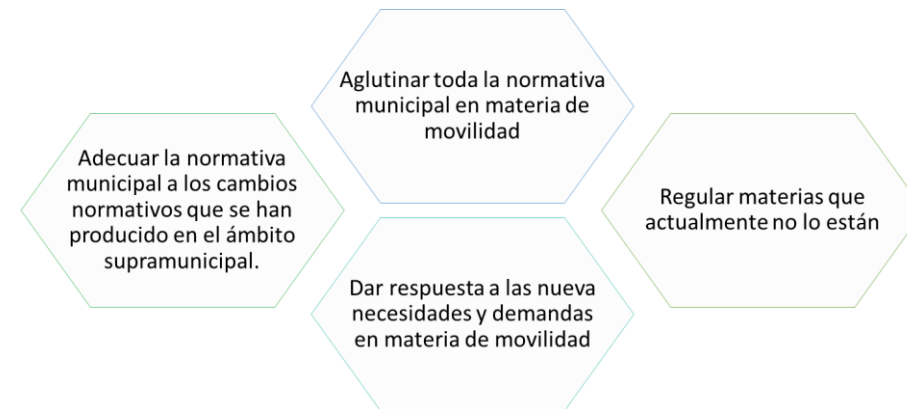 Aglutinar toda la normativa
municipal en materia de
movilidad
Adecuar la normativa
municipal a los cambios
normativos que se han
producido en el ámbito
supramunicipal.
Regular materias que
actualmente no lo están
Dar respuesta a las nueva
necesidades y demandas
en materia de movilidad